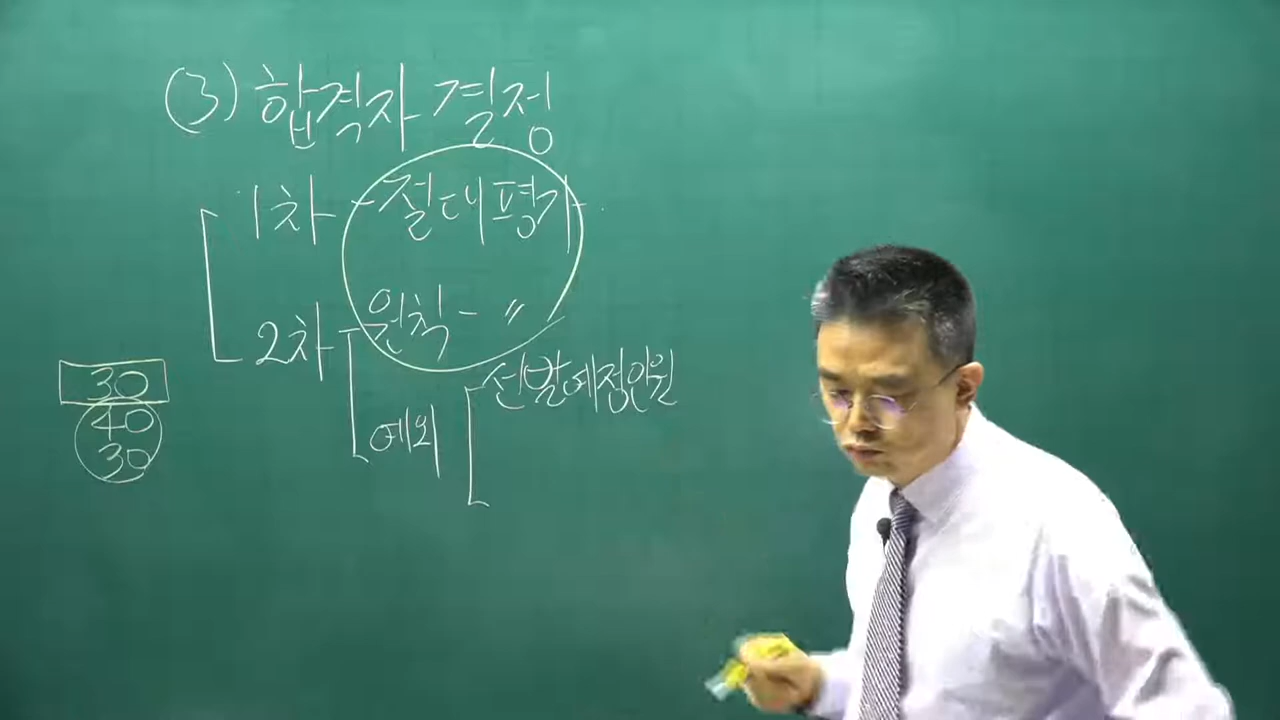 (3) 합격자 결정
1차 - 절대평가
2차 - 원칙 - 〃
예외
선발예정인원
30
40
30